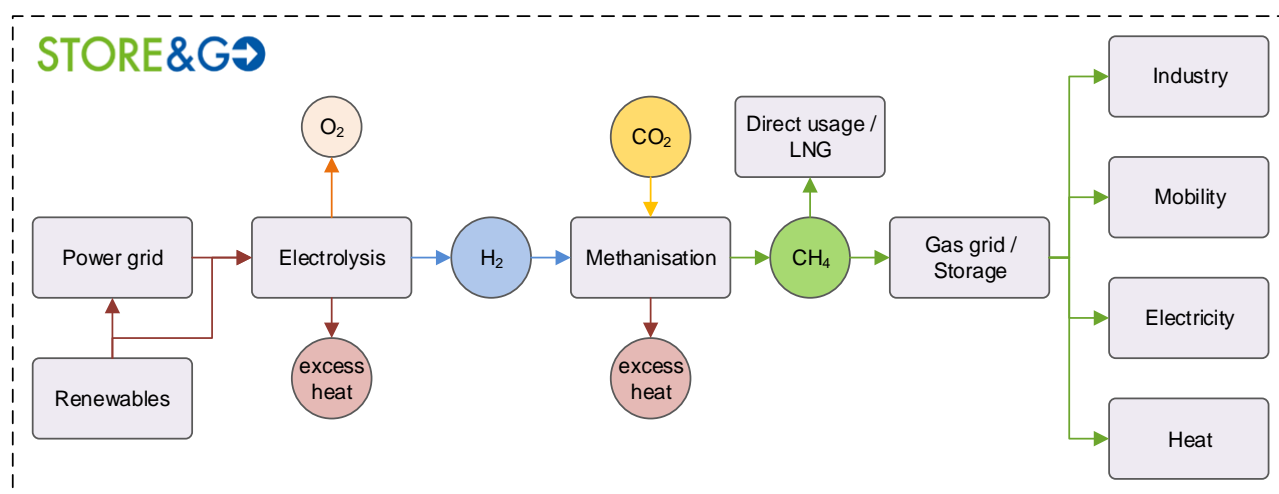 STORE&GO
Industry
O₂
CO₂
Direct usage /
LNG
Mobility
Power grid
Electrolysis
H₂
Methanisation
CH₄
Gas grid /
Storage
Electricity
Renewables
excess
heat
excess
heat
Heat